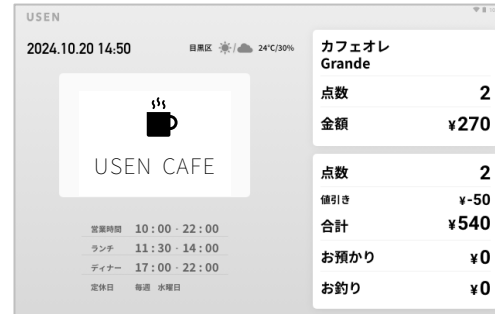 USEN
2024.10.20 14:50
目黒区 24°C/30%
USEN CAFE
営業時間 10:00 - 22:00
ランチ 11:30 - 14:00
ディナー 17:00 - 22:00
定休日 毎週 水曜日
カフェオレ
Grande
点数 2
金額 ¥270
点数 2
値引き ¥-50
合計 ¥540
お預かり ¥0
お釣り ¥0